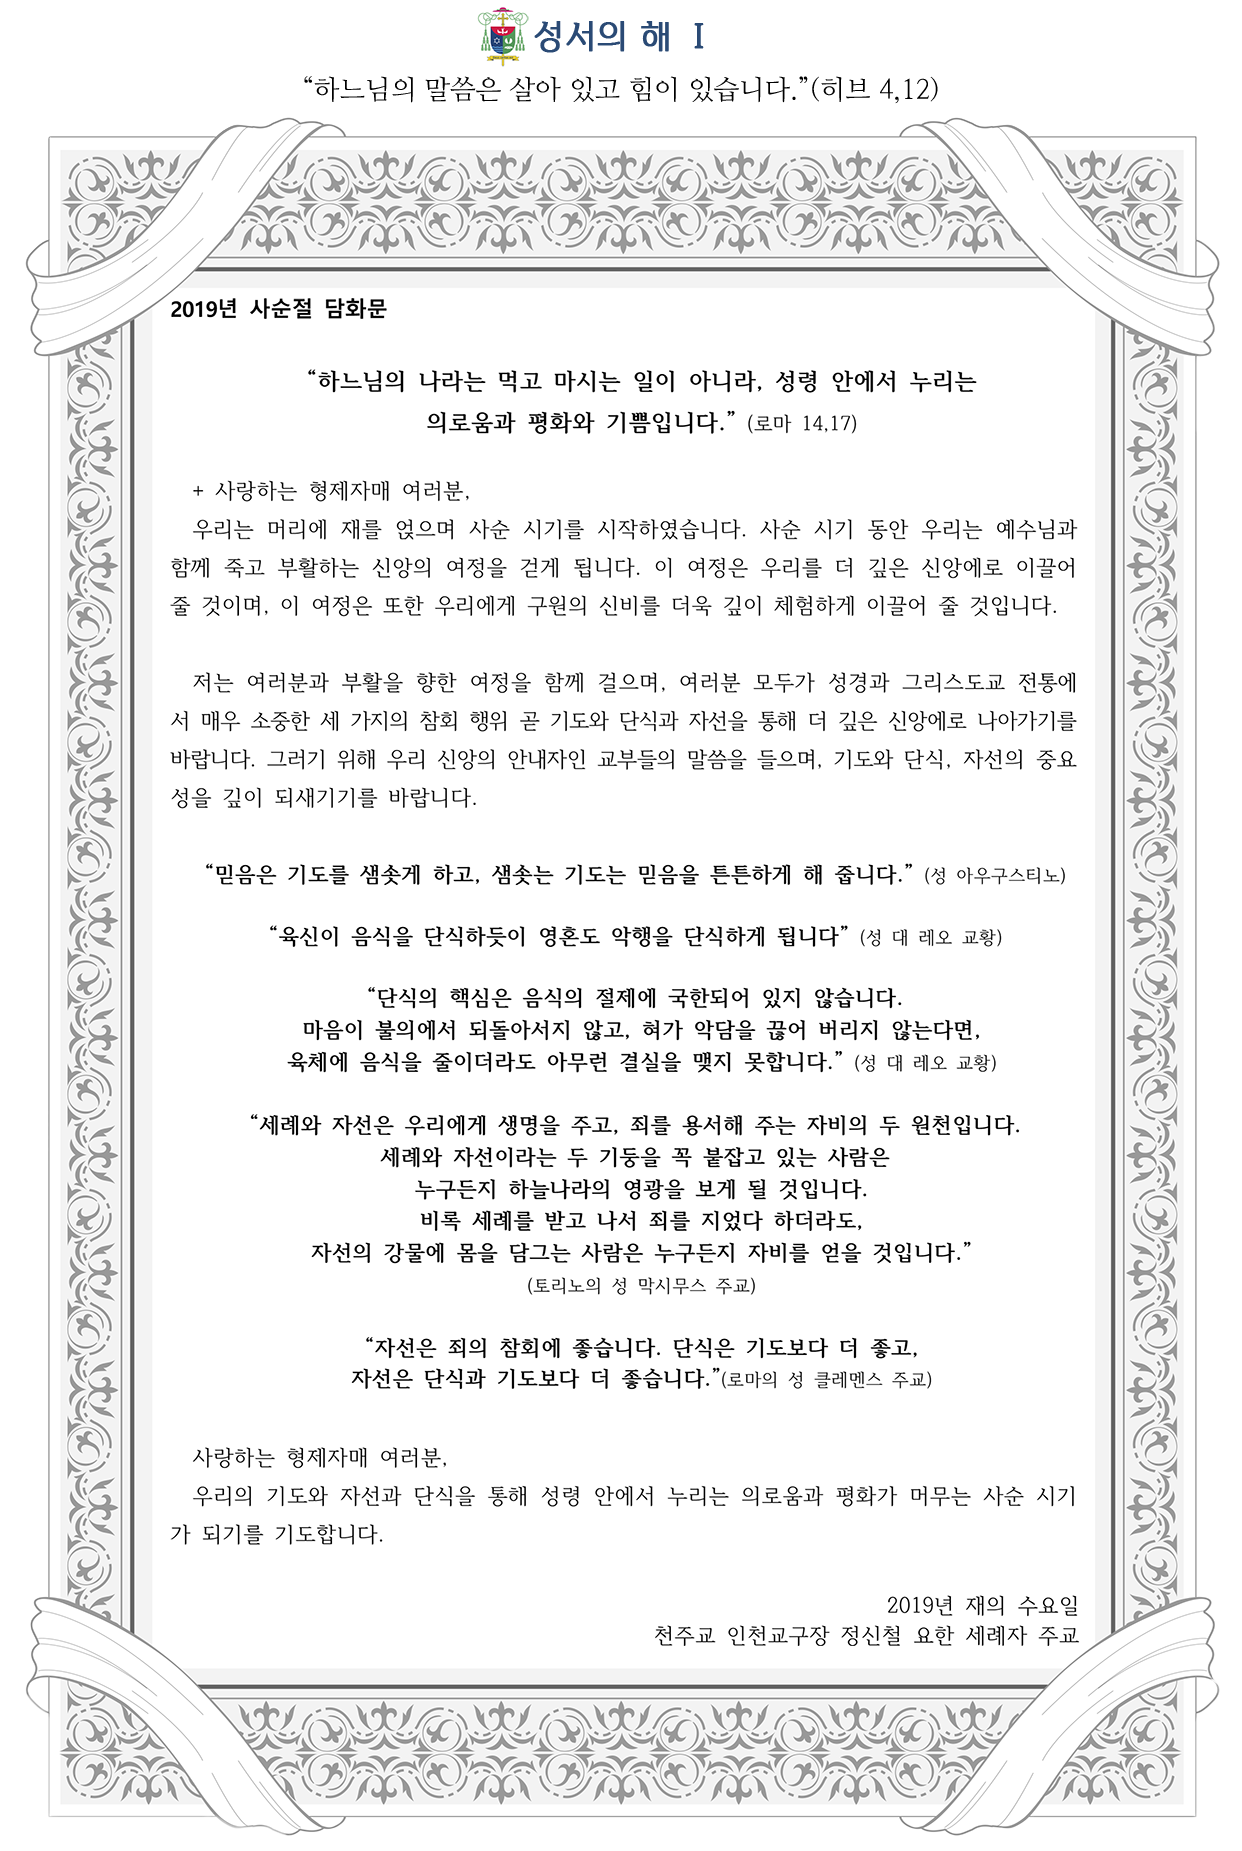 성서의 해 Ⅰ
“하느님의 말씀은 살아 있고 힘이 있습니다.”(히브 4,12)
2019년 사순절 담화문
“하느님의 나라는 먹고 마시는 일이 아니라, 성령 안에서 누리는
의로움과 평화와 기쁨입니다.” (로마 14,17)
+ 사랑하는 형제자매 여러분,
우리는 머리에 재를 얹으며 사순 시기를 시작하였습니다. 사순 시기 동안 우리는 예수님과
함께 죽고 부활하는 신앙의 여정을 걷게 됩니다. 이 여정은 우리를 더 깊은 신앙에로 이끌어
줄 것이며, 이 여정은 또한 우리에게 구원의 신비를 더욱 깊이 체험하게 이끌어 줄 것입니다.
저는 여러분과 부활을 향한 여정을 함께 걸으며, 여러분 모두가 성경과 그리스도교 전통에
서 매우 소중한 세 가지의 참회 행위 곧 기도와 단식과 자선을 통해 더 깊은 신앙에로 나아가기를
바랍니다. 그러기 위해 우리 신앙의 안내자인 교부들의 말씀을 들으며, 기도와 단식, 자선의 중요
성을 깊이 되새기기를 바랍니다.
“믿음은 기도를 샘솟게 하고, 샘솟는 기도는 믿음을 튼튼하게 해 줍니다.” (성 아우구스티노)
“육신이 음식을 단식하듯이 영혼도 악행을 단식하게 됩니다” (성 대 레오 교황)
“단식의 핵심은 음식의 절제에 국한되어 있지 않습니다.
마음이 불의에서 되돌아서지 않고, 혀가 악담을 끊어 버리지 않는다면,
육체에 음식을 줄이더라도 아무런 결실을 맺지 못합니다.” (성 대 레오 교황)
“세례와 자선은 우리에게 생명을 주고, 죄를 용서해 주는 자비의 두 원천입니다.
세례와 자선이라는 두 기둥을 꼭 붙잡고 있는 사람은
누구든지 하늘나라의 영광을 보게 될 것입니다.
비록 세례를 받고 나서 죄를 지었다 하더라도,
자선의 강물에 몸을 담그는 사람은 누구든지 자비를 얻을 것입니다.”
(토리노의 성 막시무스 주교)
“자선은 죄의 참회에 좋습니다. 단식은 기도보다 더 좋고,
자선은 단식과 기도보다 더 좋습니다.”(로마의 성 클레멘스 주교)
사랑하는 형제자매 여러분,
우리의 기도와 자선과 단식을 통해 성령 안에서 누리는 의로움과 평화가 머무는 사순 시기
가 되기를 기도합니다.
2019년 재의 수요일
천주교 인천교구장 정신철 요한 세례자 주교